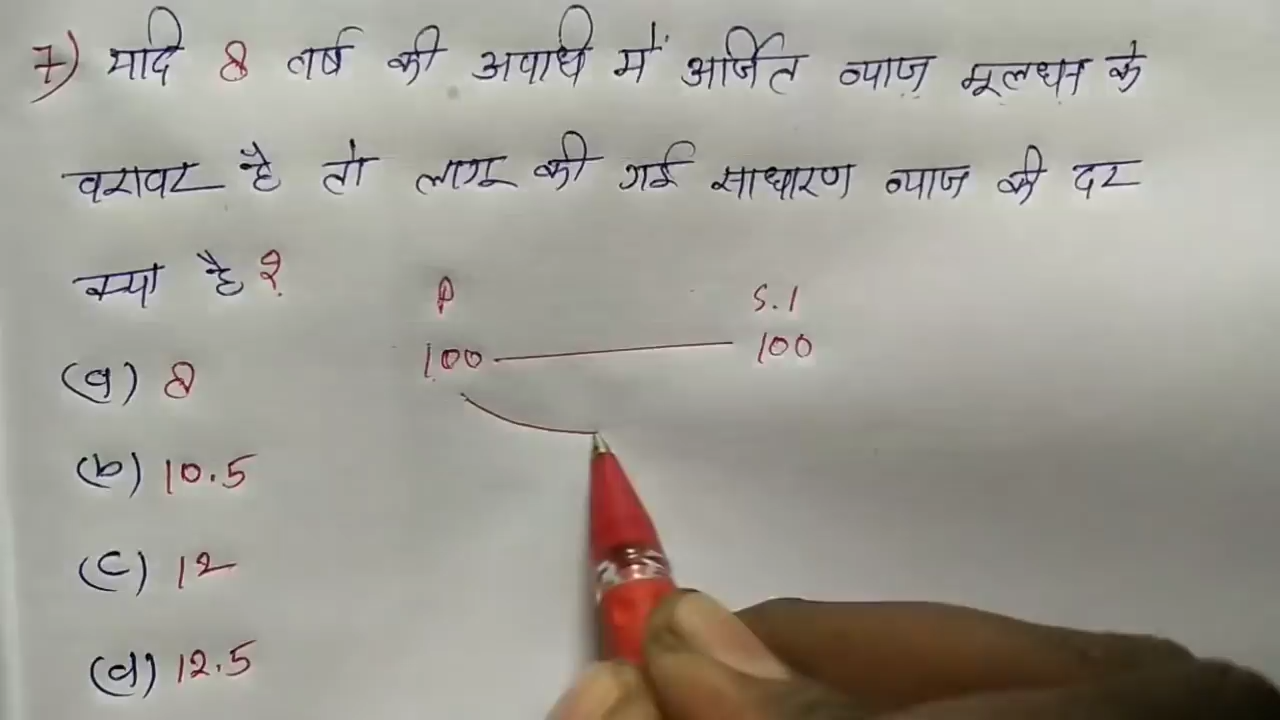 7) यदि 8 वर्ष की अवधि में अर्जित ब्याज मूलधन के
बराबर है तो लागू की गई साधारण ब्याज की दर
क्या है ?
P S.I
100 100
(a) 8
(b) 10.5
(c) 12
(d) 12.5